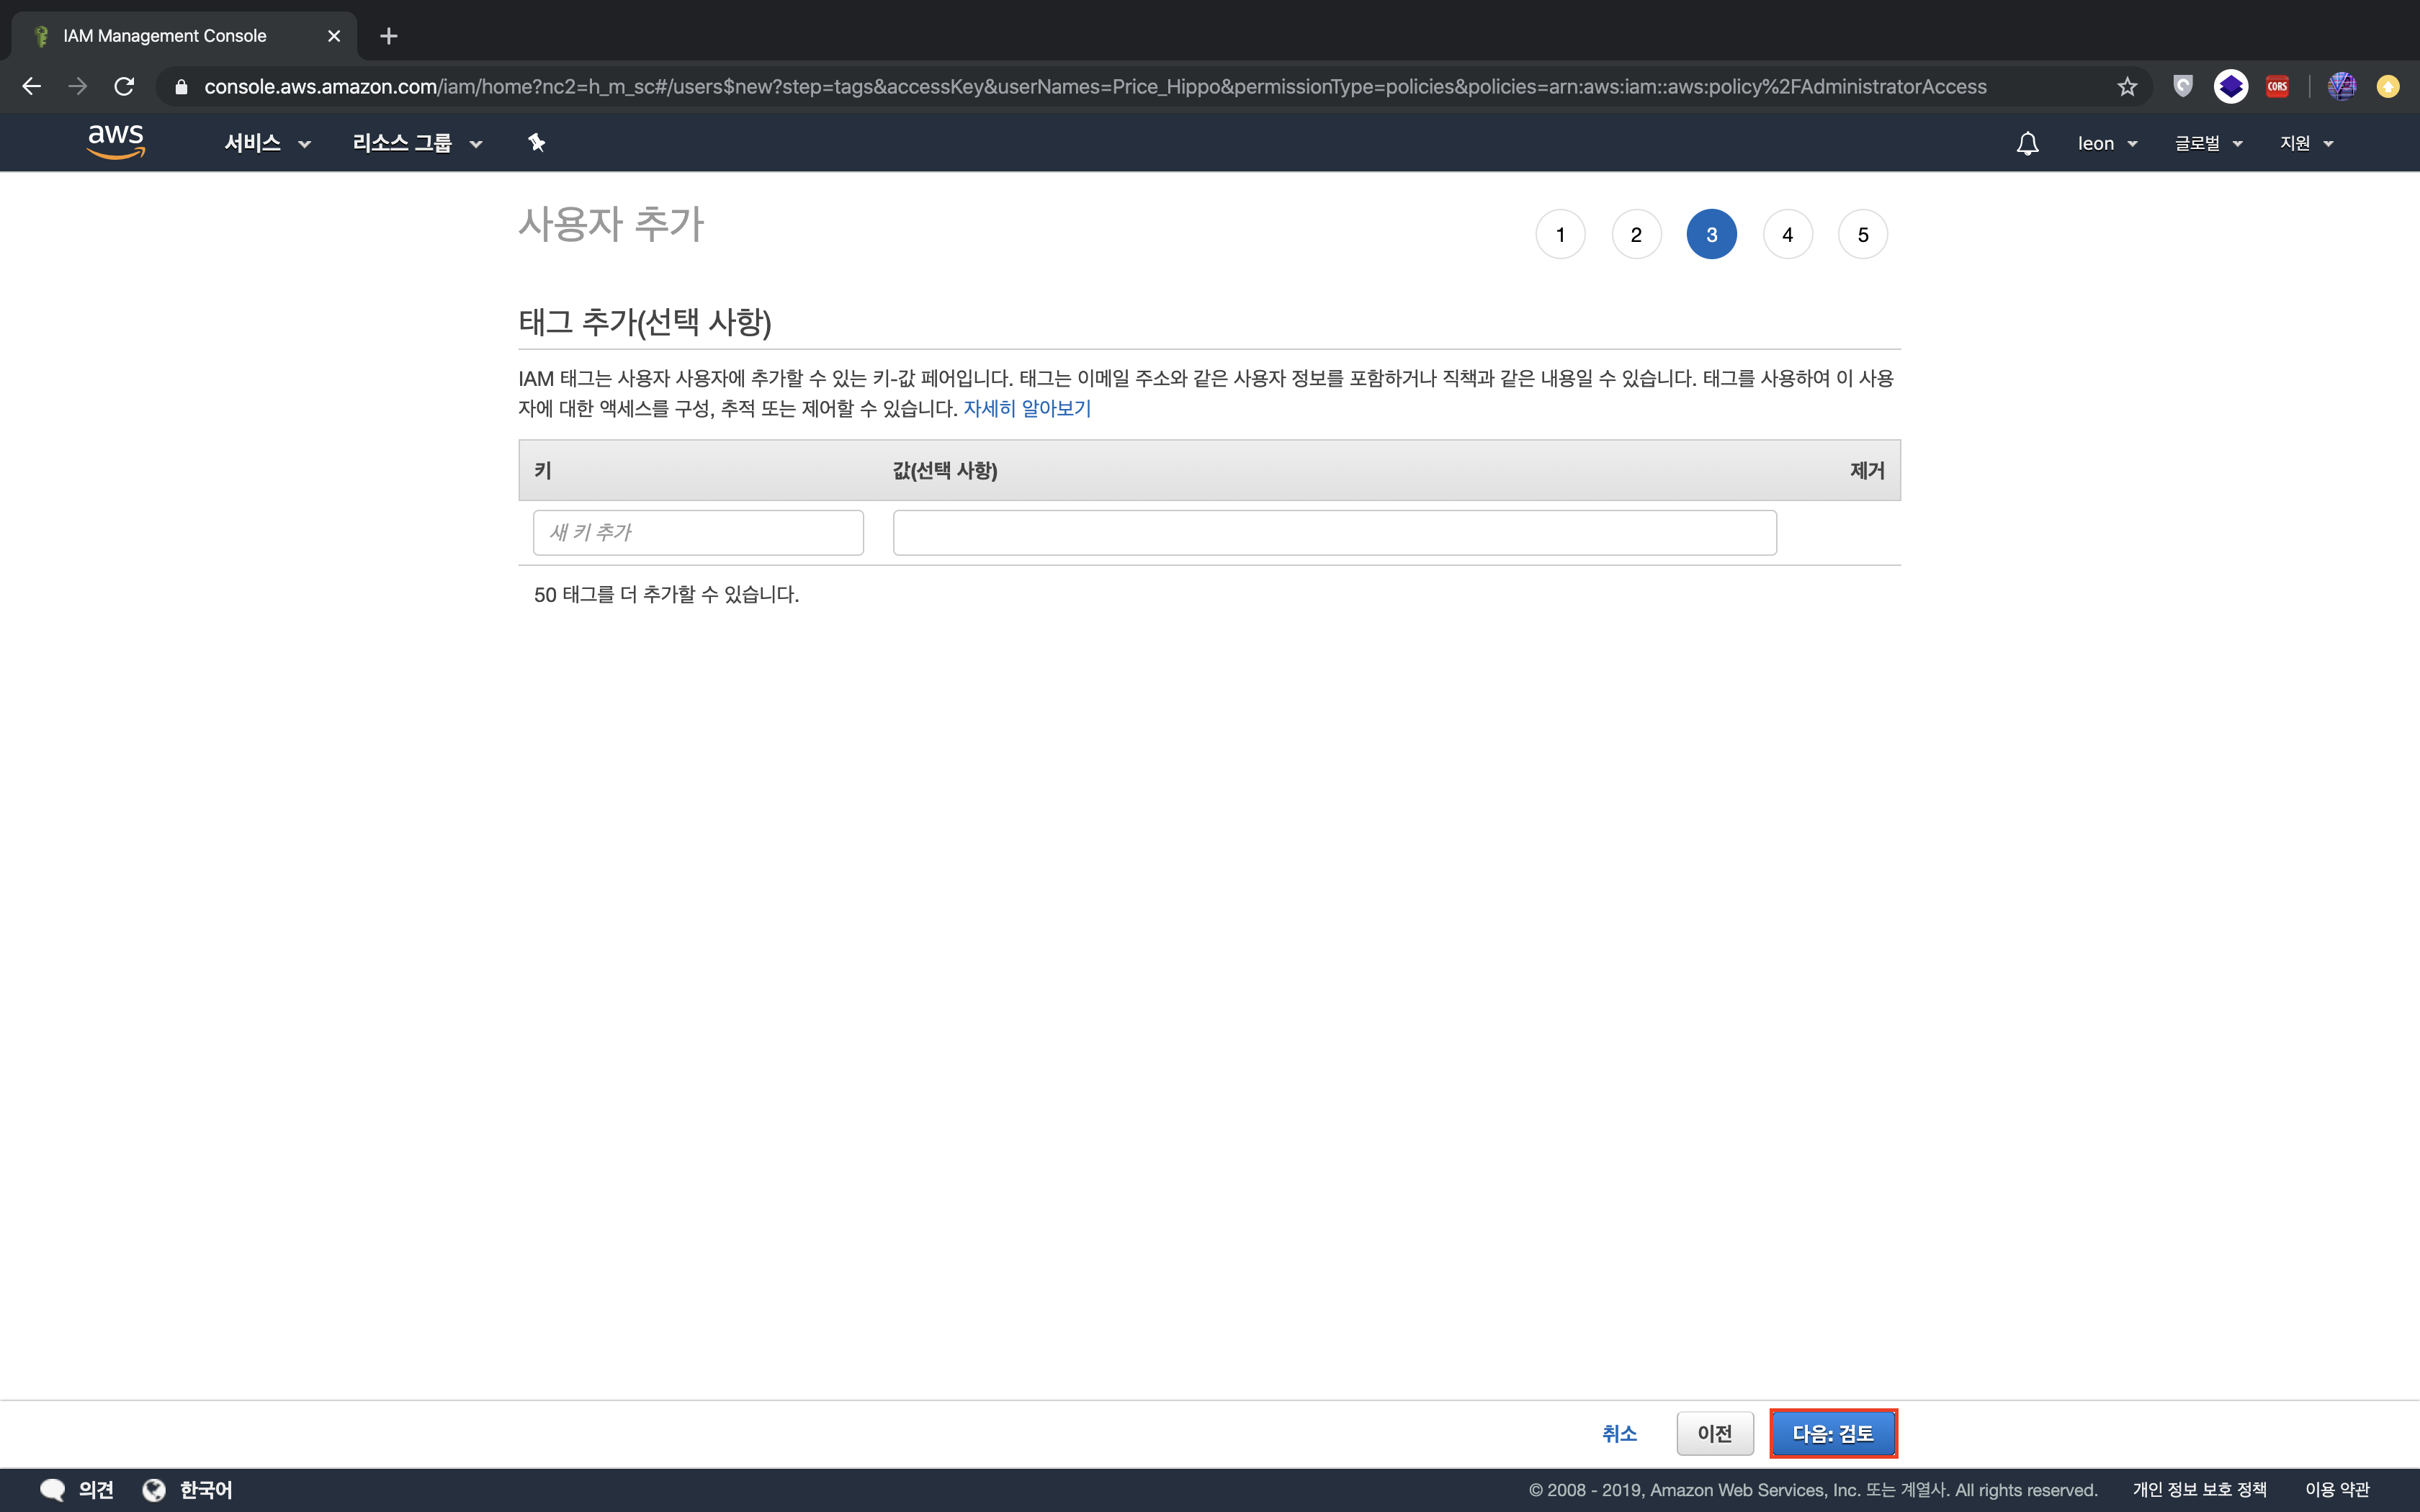 IAM Management Console
console.aws.amazon.com/iam/home?nc2=h_m_sc#/users$new?step=tags&accessKey&userNames=Price_Hippo&permissionType=policies&policies=arn:aws:iam::aws:policy%2FAdministratorAccess
CORS
aws 서비스 리소스 그룹 leon 글로벌 지원
사용자 추가 1 2 3 4 5
태그 추가(선택 사항)
IAM 태그는 사용자 사용자에 추가할 수 있는 키-값 페어입니다. 태그는 이메일 주소와 같은 사용자 정보를 포함하거나 직책과 같은 내용일 수 있습니다. 태그를 사용하여 이 사용
자에 대한 액세스를 구성, 추적 또는 제어할 수 있습니다. 자세히 알아보기
키 값(선택 사항) 제거
새 키 추가
50 태그를 더 추가할 수 있습니다.
취소 이전 다음: 검토
의견 한국어 © 2008 - 2019, Amazon Web Services, Inc. 또는 계열사. All rights reserved. 개인 정보 보호 정책 이용 약관